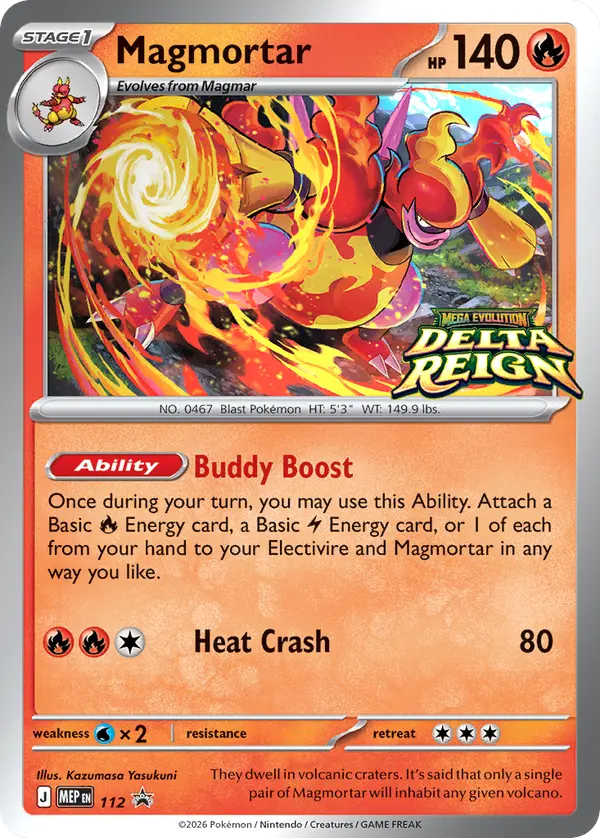 STAGE 1
Magmortar
HP 140
Evolves from Magmar
MEGA EVOLUTION
DELTA
REIGN
NO. 0467 Blast Pokémon HT: 5'3" WT: 149.9 lbs.
Ability Buddy Boost
Once during your turn, you may use this Ability. Attach a
Basic Energy card, a Basic Energy card, or 1 of each
from your hand to your Electivire and Magmortar in any
way you like.
Heat Crash 80
weakness ×2 resistance retreat
Illus. Kazumasa Yasukuni
They dwell in volcanic craters. It's said that only a single
pair of Magmortar will inhabit any given volcano.
J MEP EN 112
©2026 Pokémon / Nintendo / Creatures / GAME FREAK